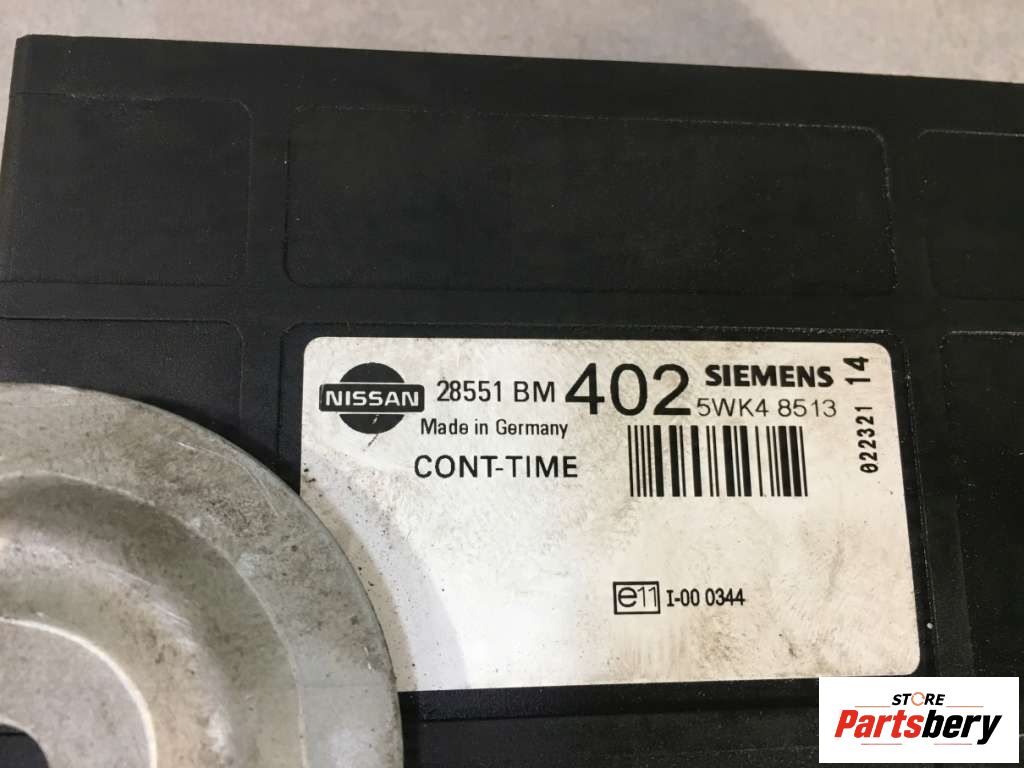 NISSAN 28551 BM 402 SIEMENS
5WK4 8513
Made in Germany
CONT-TIME
022321 14
e11 I-00 0344
STORE
Partsbery